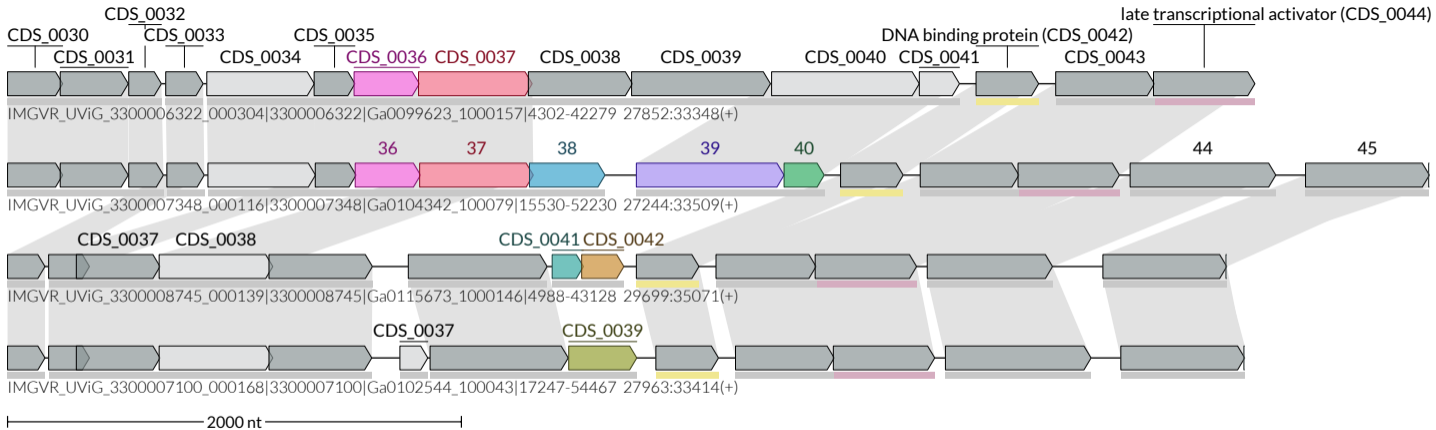 CDS_0032 late transcriptional activator (CDS_0044)
CDS_0030 CDS_0033 CDS_0035 DNA binding protein (CDS_0042)
CDS_0031 CDS_0034 CDS_0036 CDS_0037 CDS_0038 CDS_0039 CDS_0040 CDS_0041 CDS_0043
IMGVR_UViG_3300006322_000304|3300006322|Ga0099623_1000157|4302-42279 27852:33348(+)
36 37 38 39 40 44 45
IMGVR_UViG_3300007348_000116|3300007348|Ga0104342_100079|15530-52230 27244:33509(+)
CDS_0037 CDS_0038 CDS_0041 CDS_0042
IMGVR_UViG_3300008745_000139|3300008745|Ga0115673_1000146|4988-43128 29699:35071(+)
CDS_0037 CDS_0039
IMGVR_UViG_3300007100_000168|3300007100|Ga0102544_100043|17247-54467 27963:33414(+)
2000 nt